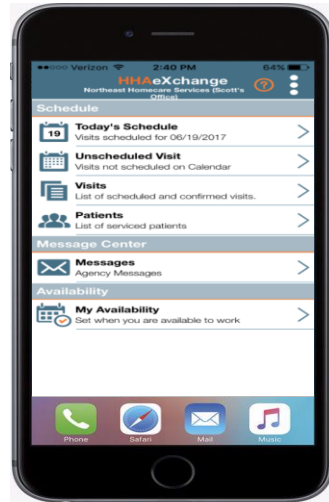 Verizon 2:40 PM 64%
HHAeXchange
Northeast Homecare Services (Scott's
Office)
?
Schedule
19
Today's Schedule
Visits scheduled for 06/19/2017
Unscheduled Visit
Visits not scheduled on Calendar
Visits
List of scheduled and confirmed visits.
Patients
List of serviced patients
Message Center
Messages
Agency Messages
Availability
My Availability
Set when you are available to work
Phone Safari Mail Music